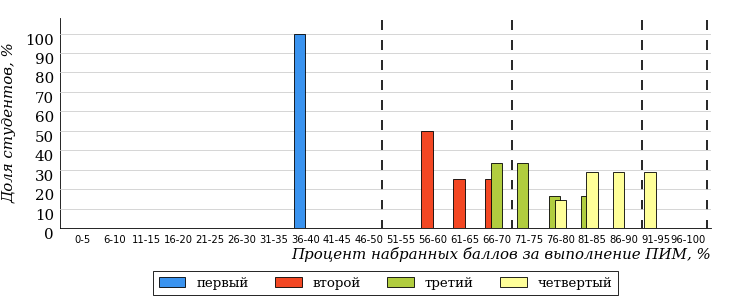 Доля студентов, %
100
90
80
70
60
50
40
30
20
10
0
0-5 6-10 11-15 16-20 21-25 26-30 31-35 36-40 41-45 46-50 51-55 56-60 61-65 66-70 71-75 76-80 81-85 86-90 91-95 96-100
Процент набранных баллов за выполнение ПИМ, %
первый второй третий четвертый